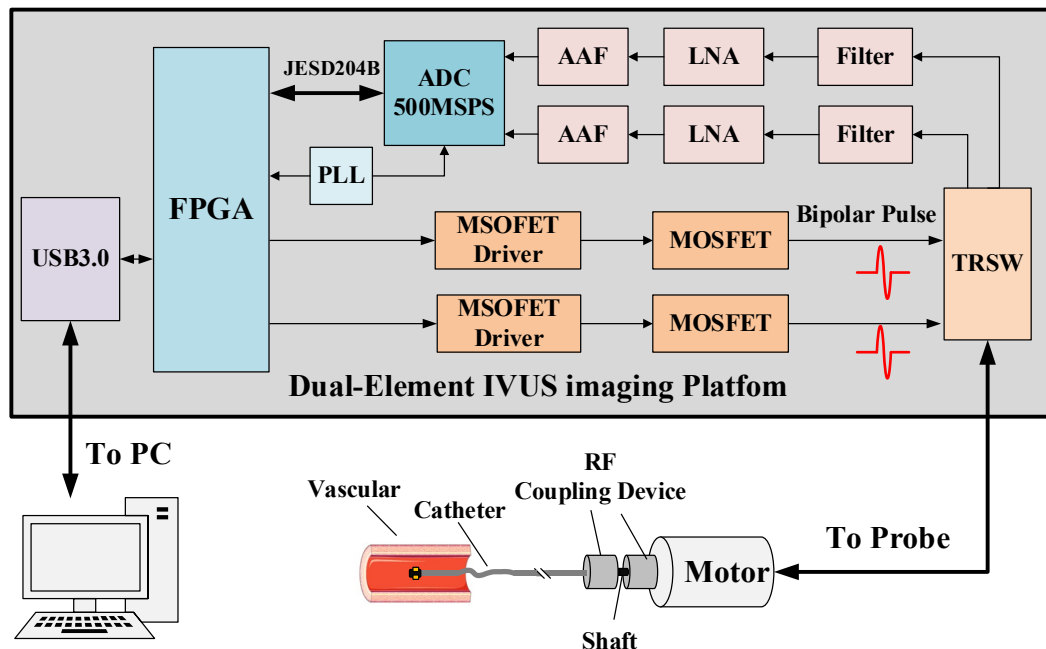 JESD204B
ADC
500MSPS
AAF
LNA
Filter
AAF
LNA
Filter
PLL
FPGA
USB3.0
MSOFET
Driver
MOSFET
Bipolar Pulse
TRSW
MSOFET
Driver
MOSFET
Dual-Element IVUS imaging Platfom
To PC
Vascular
Catheter
RF
Coupling Device
Motor
To Probe
Shaft